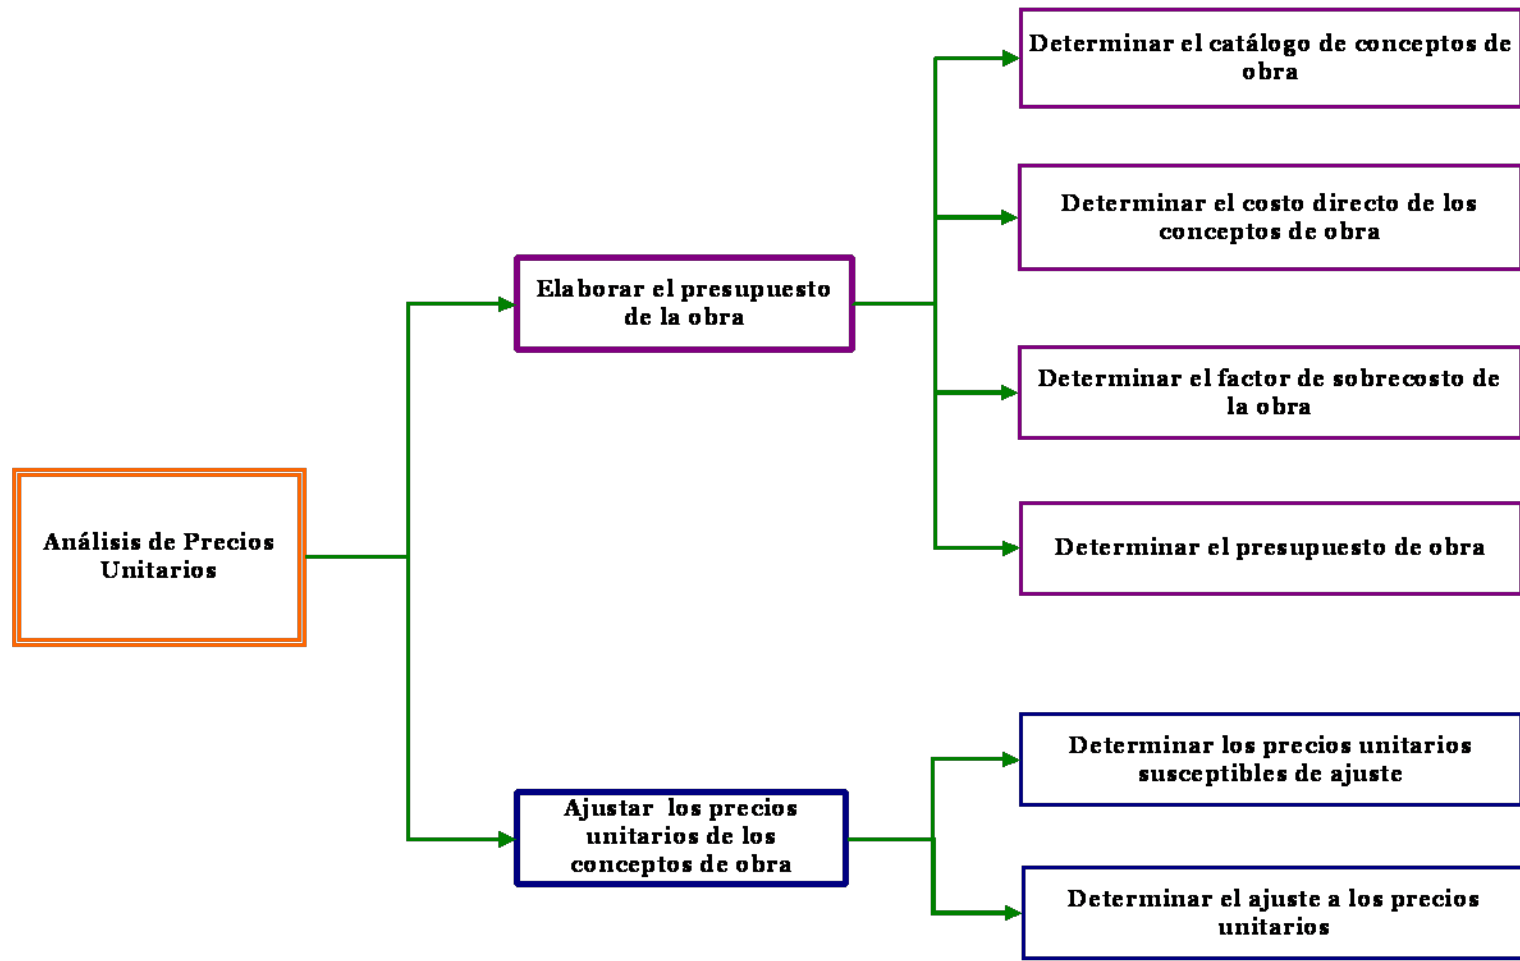 Determinar el catálogo de conceptos de
obra
Determinar el costo directo de los
conceptos de obra
Elaborar el presupuesto
de la obra
Determinar el factor de sobrecosto de
la obra
Análisis de Precios
Unitarios
Determinar el presupuesto de obra
Determinar los precios unitarios
susceptibles de ajuste
Ajustar los precios
unitarios de los
conceptos de obra
Determinar el ajuste a los precios
unitarios